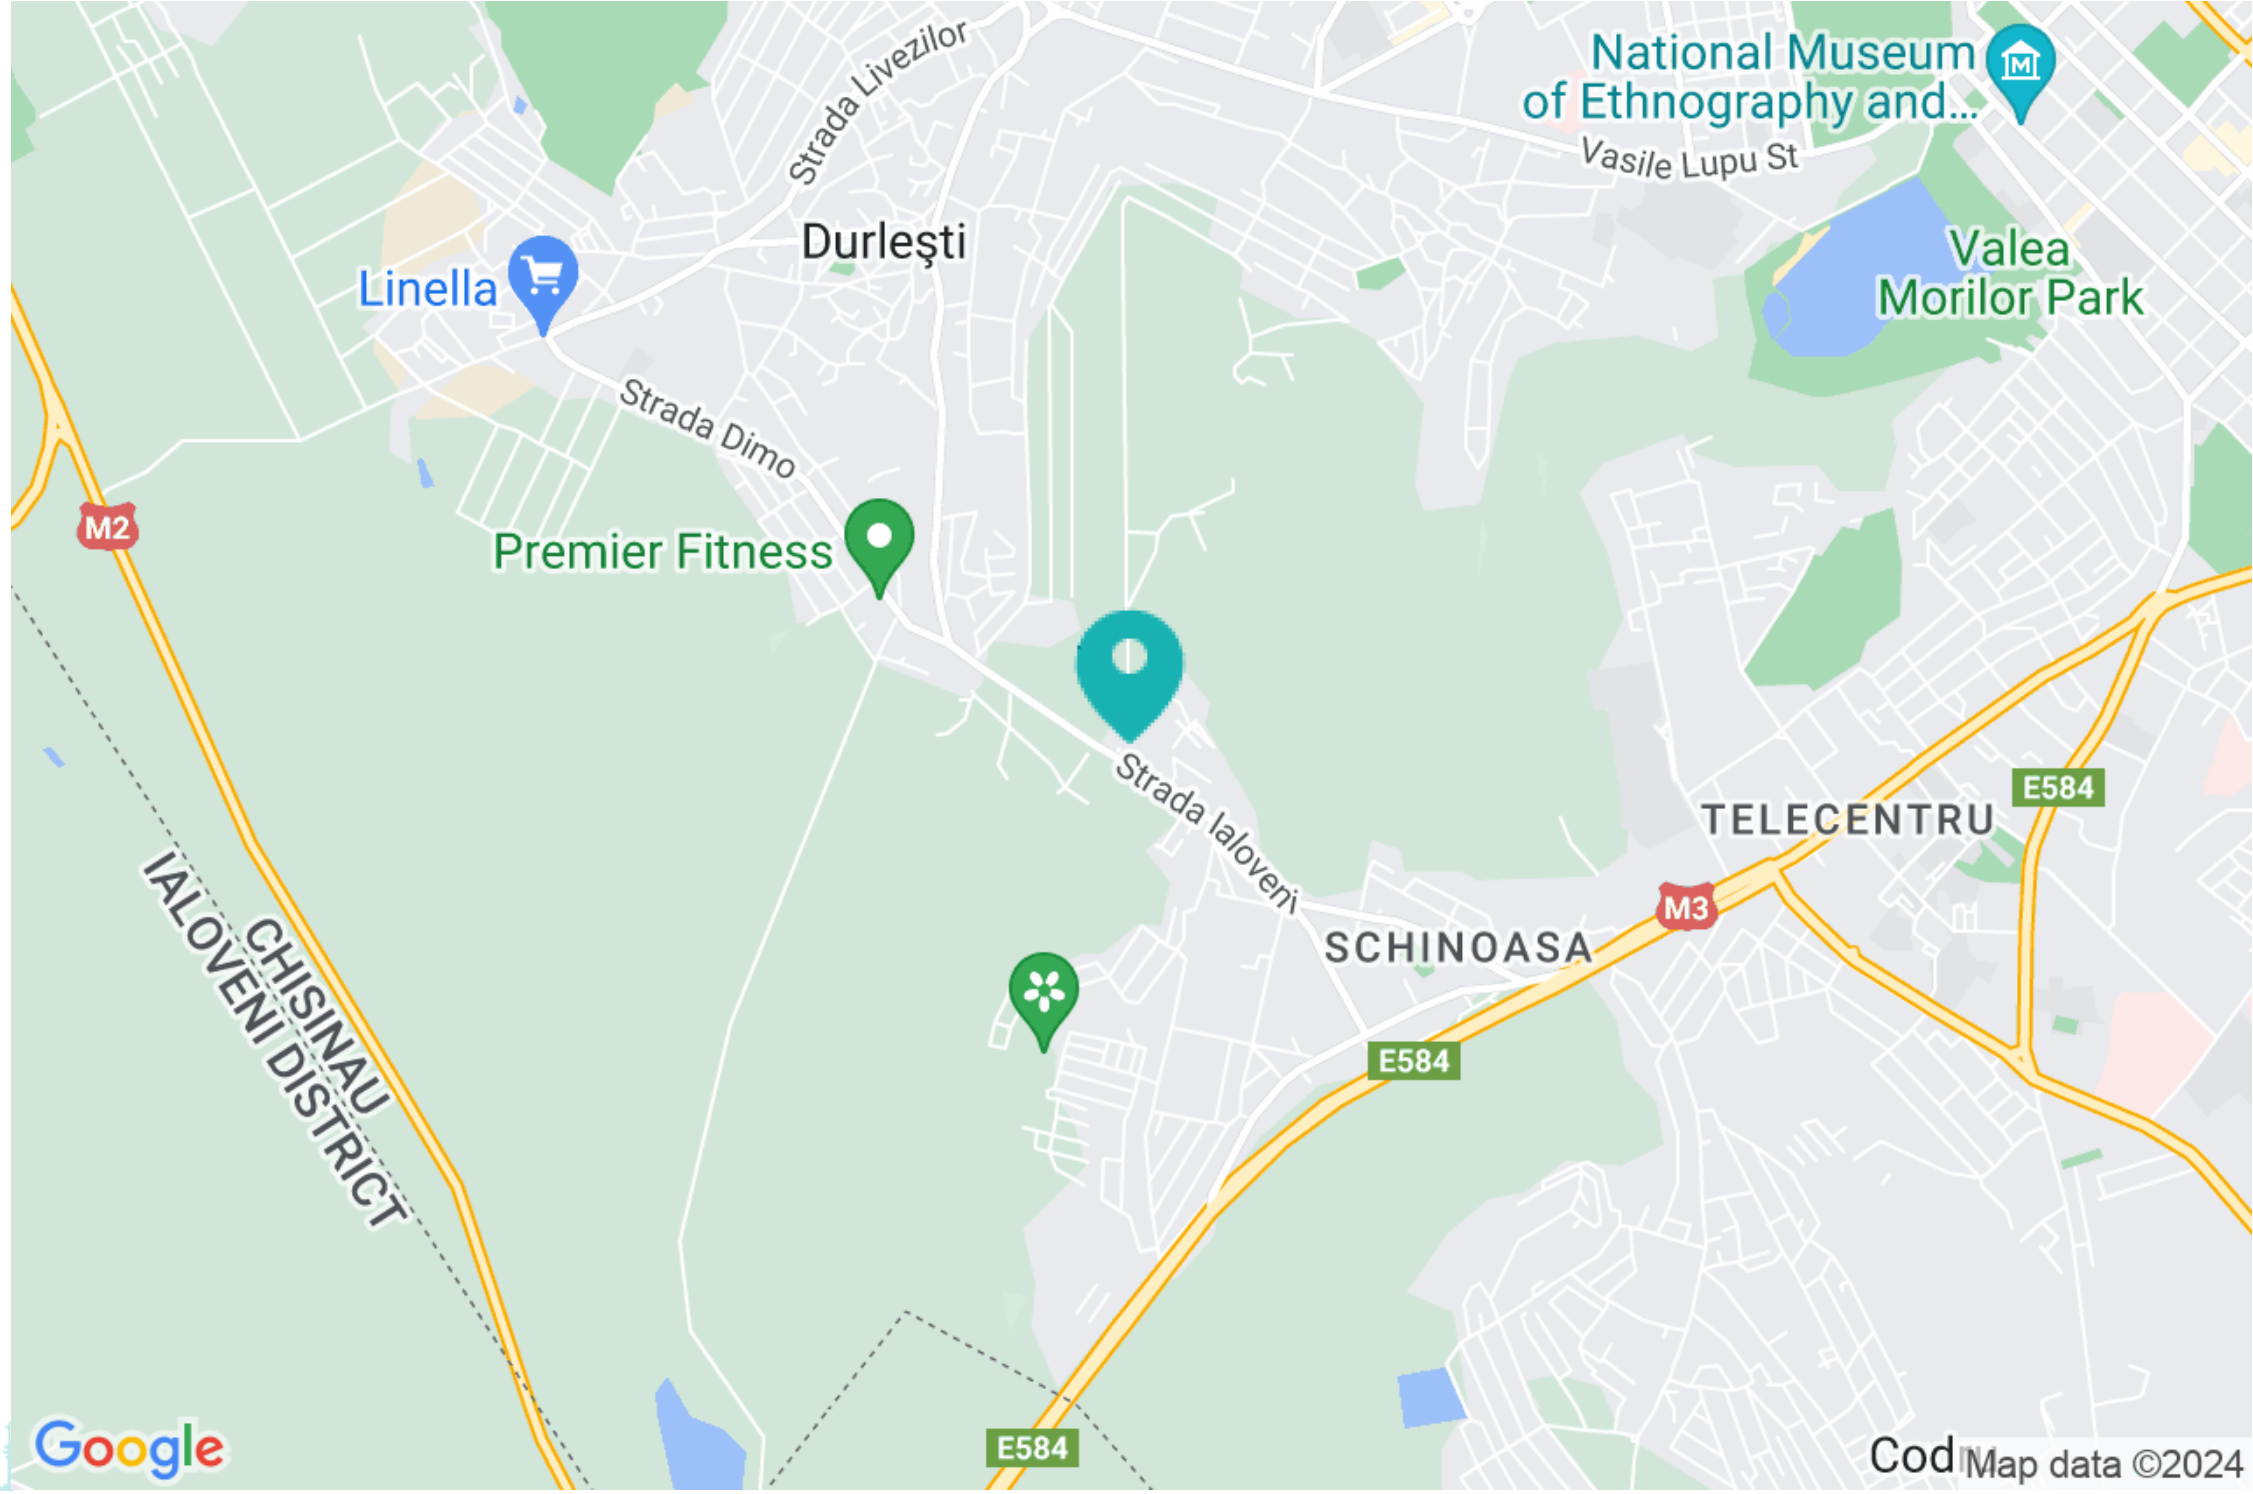 National Museum
of Ethnography and...
Strada Livezilor
Vasile Lupu St
Durleşti
Valea
Morilor Park
Linella
Strada Dimo
M2
Premier Fitness
Strada Ialoveni
E584
TELECENTRU
M3
SCHINOASA
CHISINAU
IALOVENI DISTRICT
E584
E584
Google
Cod
Map data ©2024